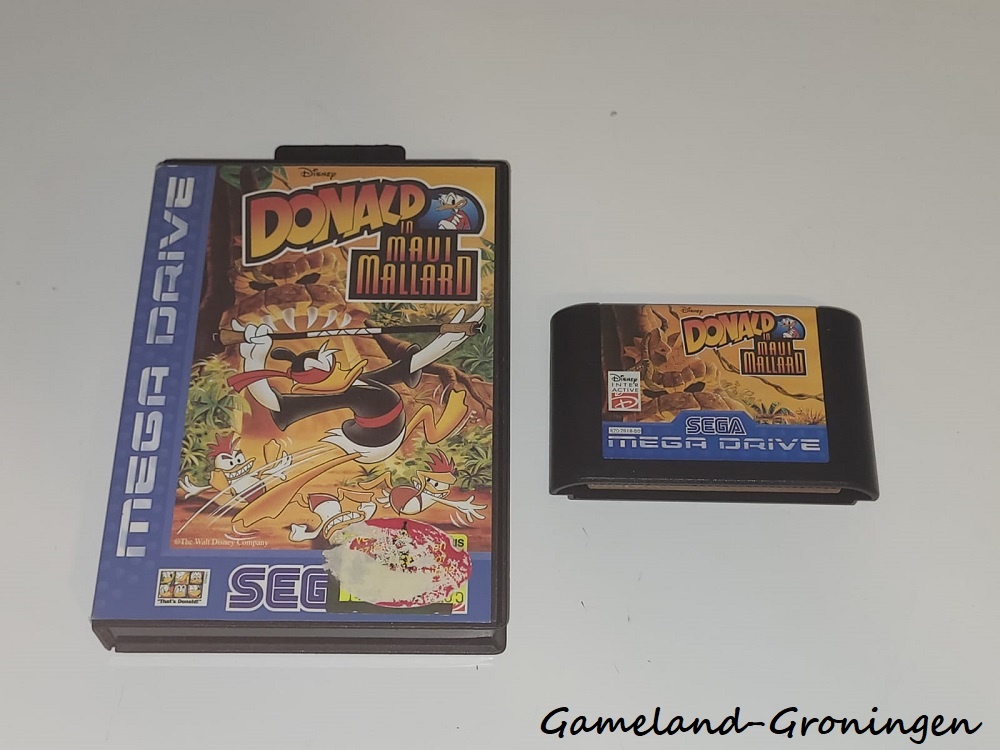 MEGA DRIVE
Disney
DONALD
IN
MAUI
MALLARD
©The Walt Disney Company
"That's Donald!"
SEG
Disney
DONALD
IN
MAUI
MALLARD
Disney
INTER
ACTIVE
SEGA
MEGA DRIVE
Gameland-Groningen